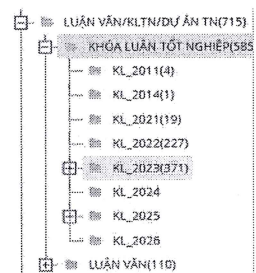 LUẬN VĂN/KLTN/DỰ ÁN TN(715)
KHÓA LUẬN TỐT NGHIỆP(585
KL_2011(4)
KL_2014(1)
KL_2021(19)
KL_2022(227)
KL_2023(371)
KL_2024
KL_2025
KL_2026
LUẬN VĂN(110)